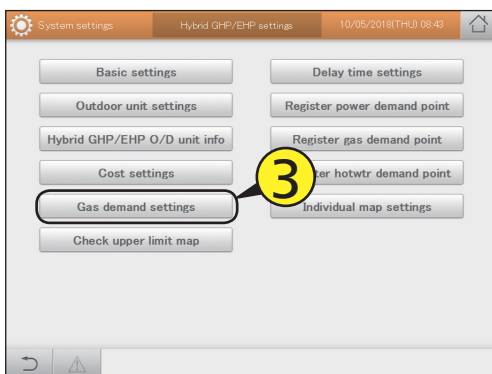 System settings
Hybrid GHP/EHP settings
10/05/2018(THU) 08:43
Basic settings
Delay time settings
Outdoor unit settings
Register power demand point
Hybrid GHP/EHP O/D unit info
Register gas demand point
Cost settings
3
ter hotwtr demand point
Gas demand settings
Individual map settings
Check upper limit map